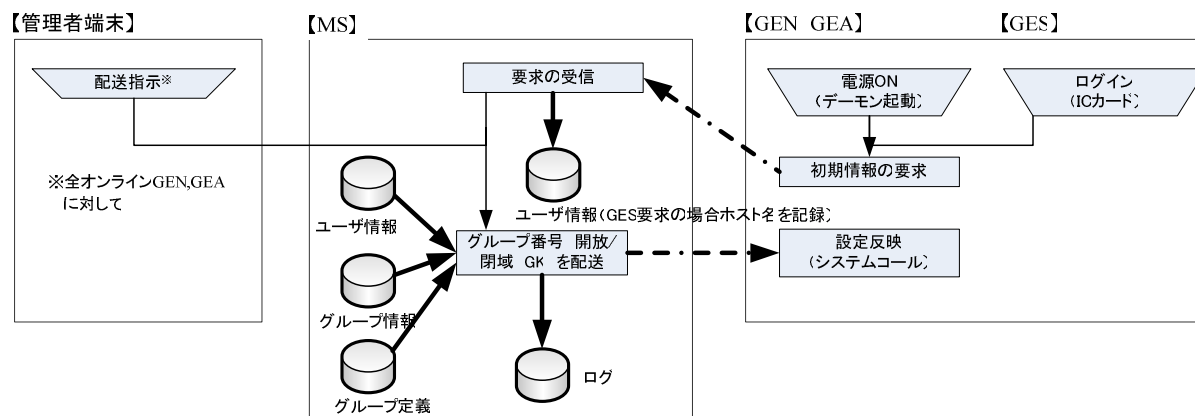 【管理者端末】
配送指示※
※全オンラインGEN,GEA
に対して
【MS】
要求の受信
ユーザ情報
ユーザ情報(GES要求の場合ホスト名を記録)
グループ番号 開放/
閉域 GK を配送
グループ情報
グループ定義
ログ
【GEN GEA】
【GES】
電源ON
(デーモン起動)
ログイン
(ICカード)
初期情報の要求
設定反映
(システムコール)